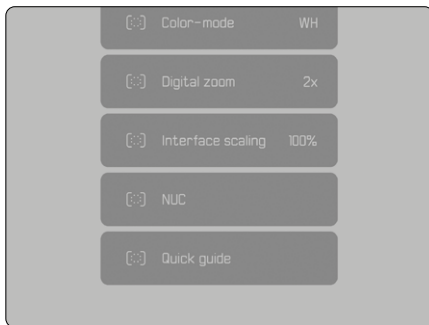 Color-mode WH
Digital zoom 2x
Interface scaling 100%
NUC
Quick guide